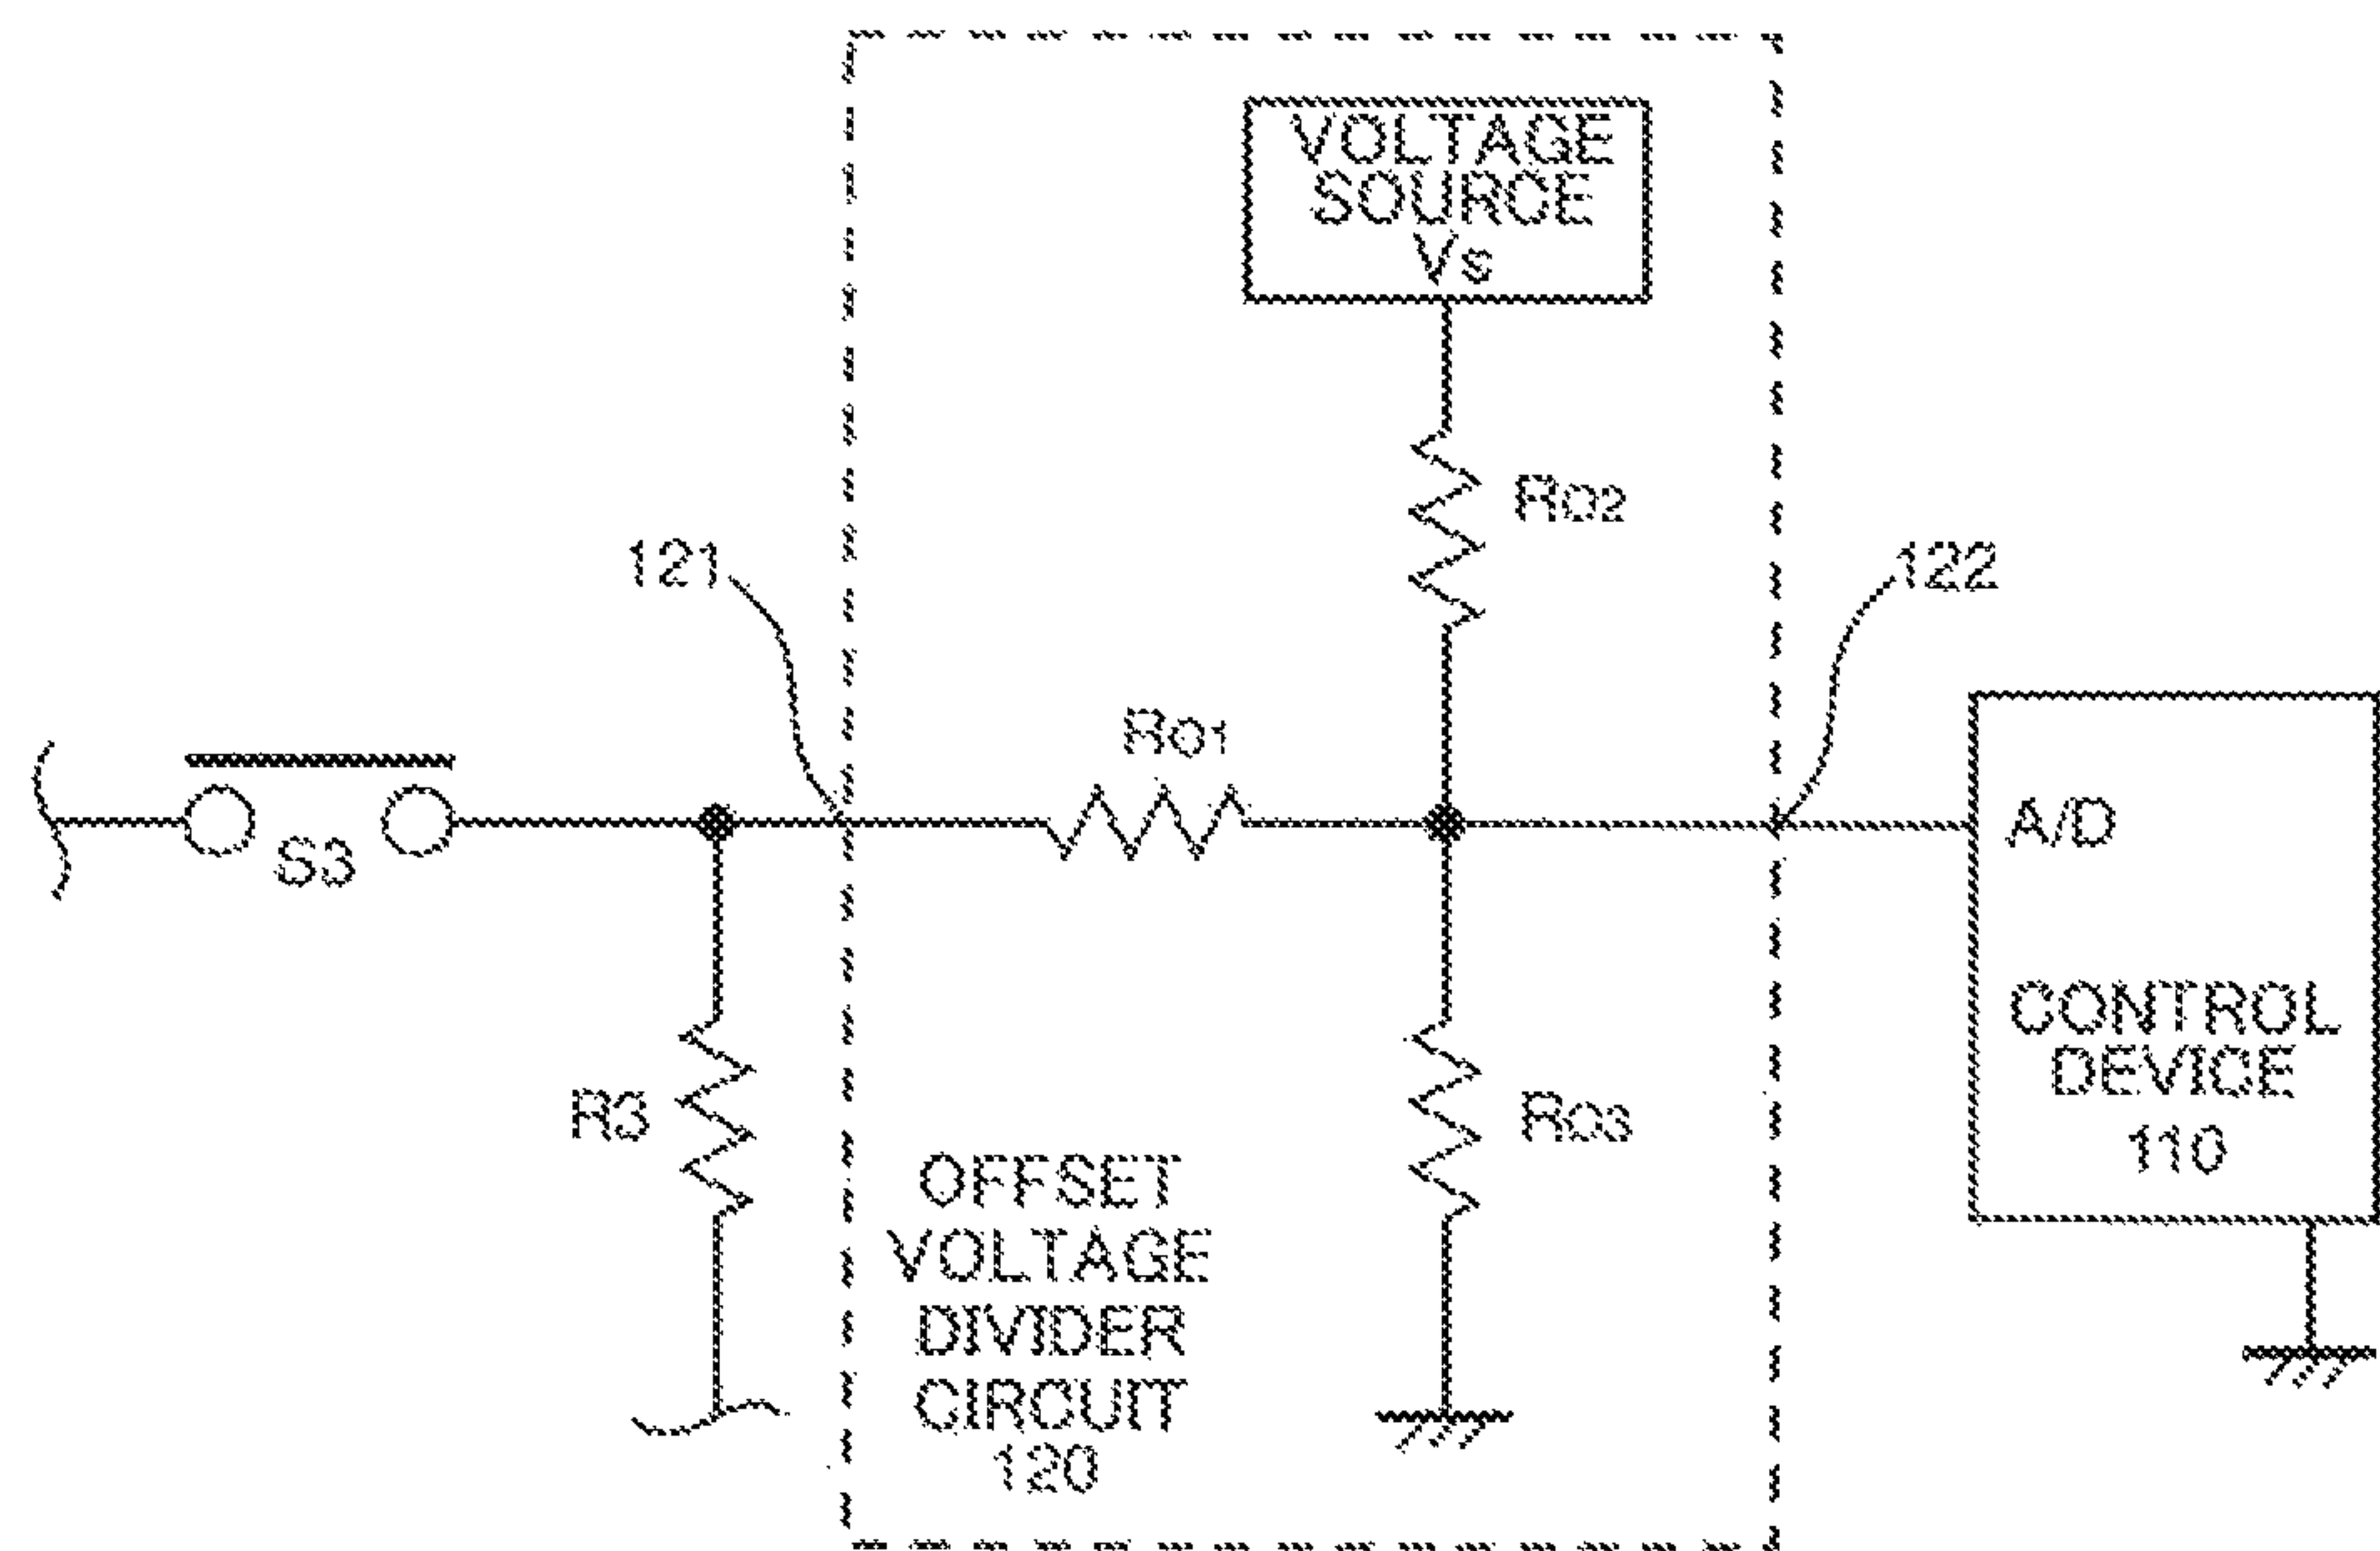 VOLTAGE
SOURCE
Vs
RO2
121
122
RO1
S3
A/D
R3
RO3
CONTROL
DEVICE
110
OFFSET
VOLTAGE
DIVIDER
CIRCUIT
120